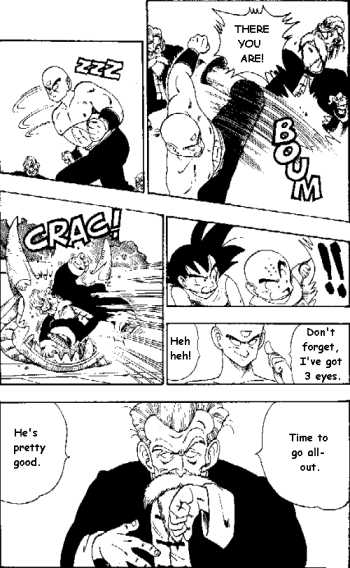 THERE
YOU
ARE!
BOUM
ZZZ
!!
Don't
forget,
I've got
3 eyes.
Heh
heh!
CRAC!
Time to
go all-
out.
He's
pretty
good.